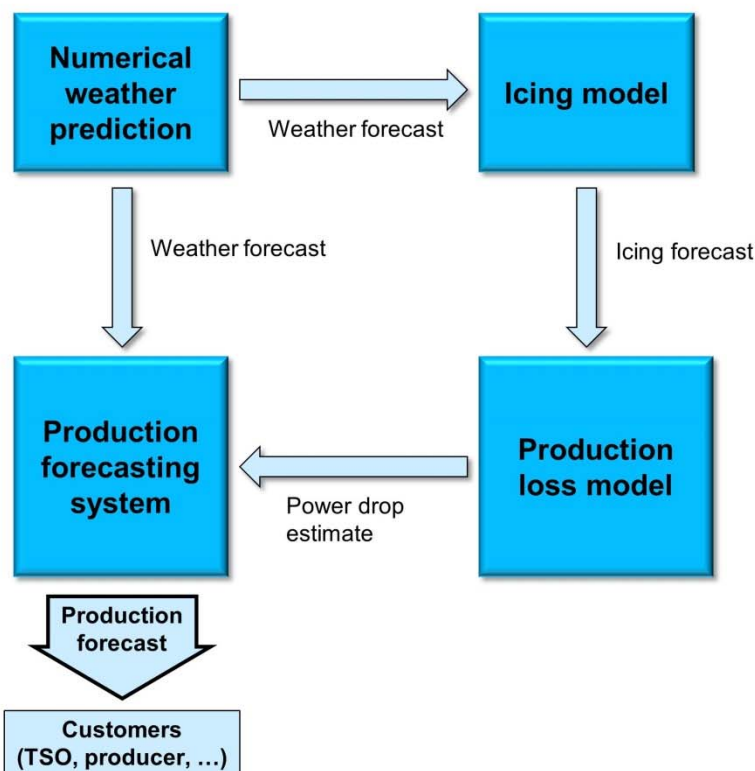 Numerical
weather
prediction
Weather forecast
Icing model
Weather forecast
Icing forecast
Production
forecasting
system
Power drop
estimate
Production
loss model
Production
forecast
Customers
(TSO, producer, …)